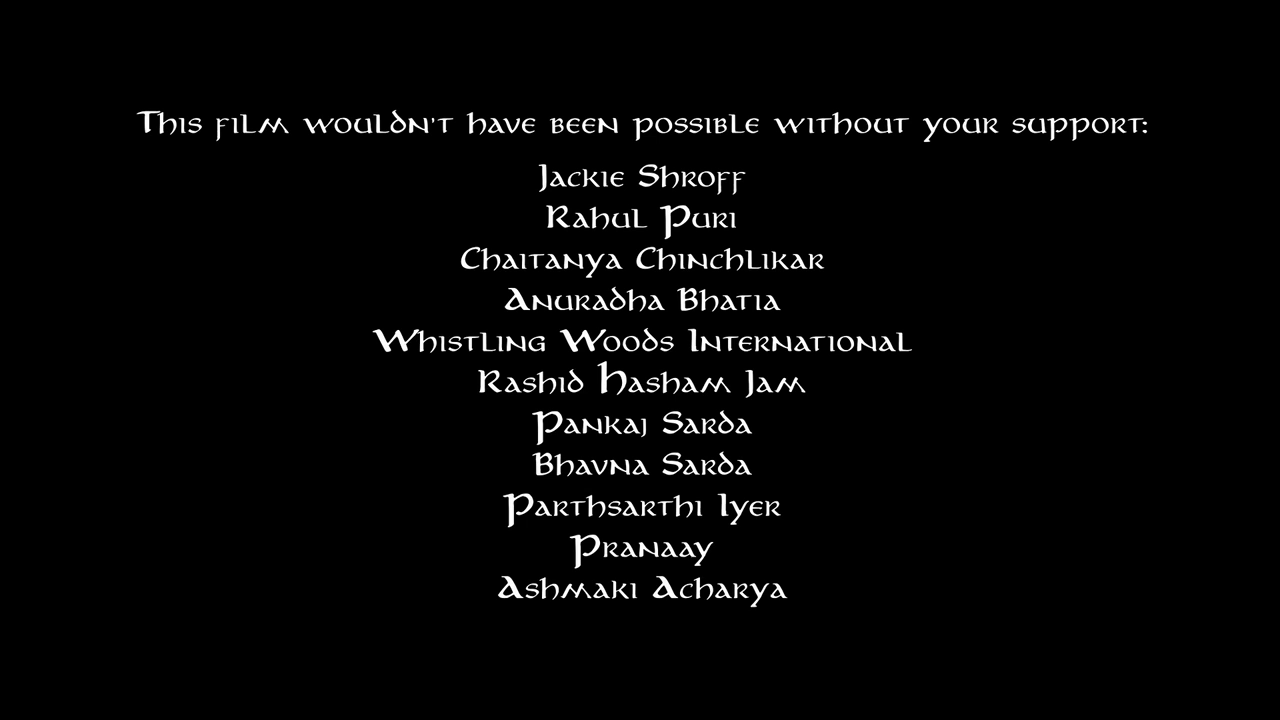 This film wouldn't have been possible without your support:
Jackie Shroff
Rahul Puri
Chaitanya Chinchlikar
Anuradha Bhatia
Whistling Woods International
Rashid Hasham Jam
Pankaj Sarda
Bhavna Sarda
Parthsarthi Iyer
Pranaay
Ashmaki Acharya